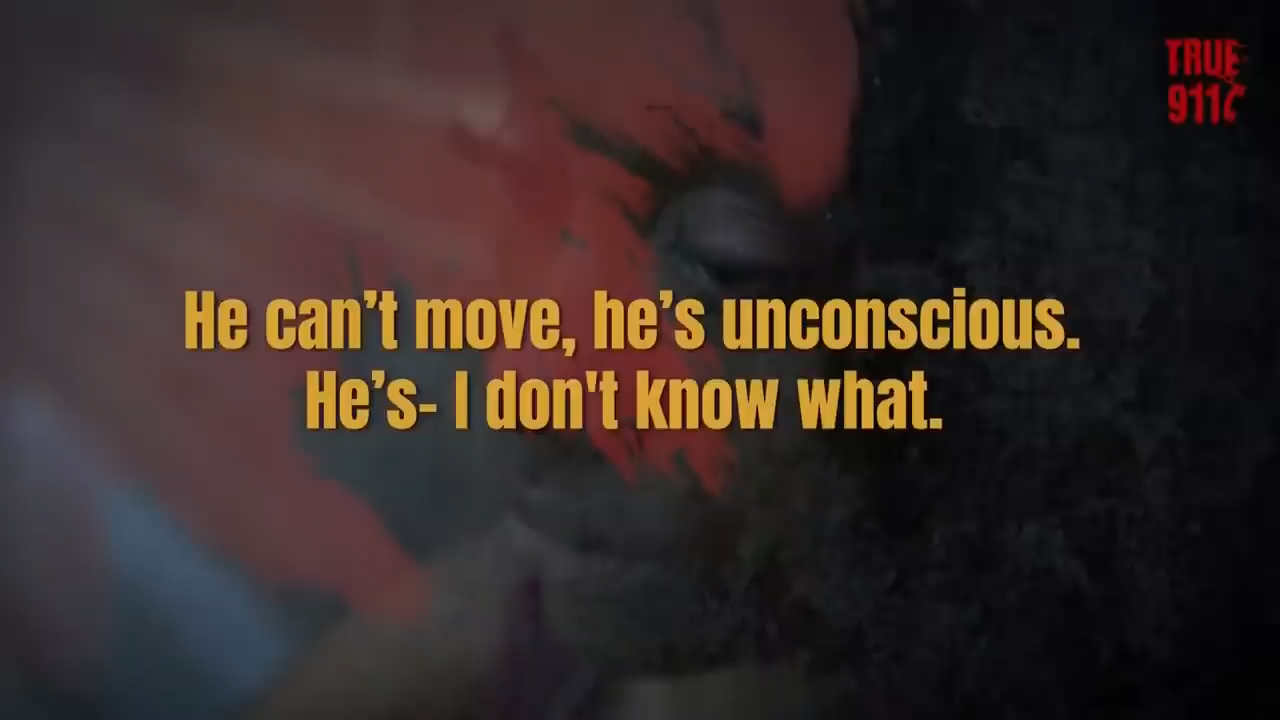 TRUE
911
He can’t move, he’s unconscious.
He’s- I don't know what.